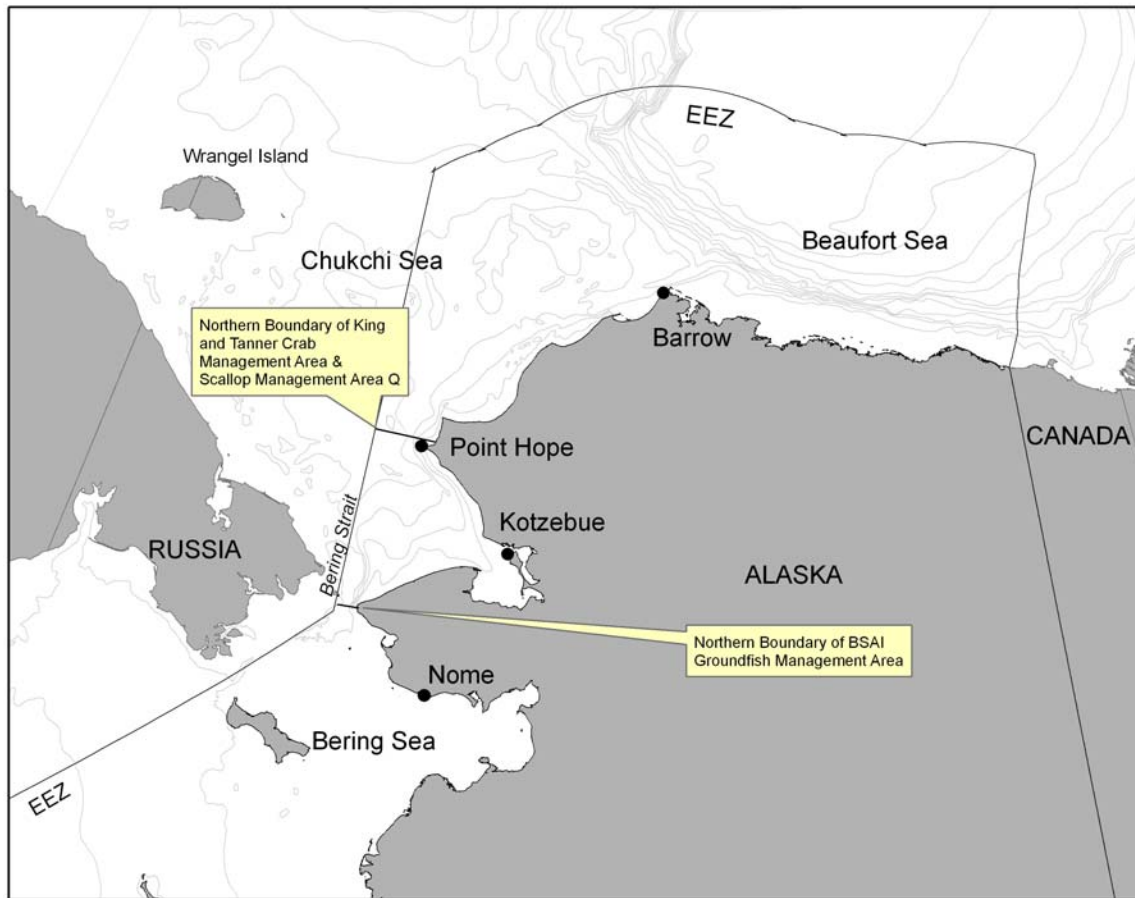 EEZ
Wrangel Island
Beaufort Sea
Chukchi Sea
Northern Boundary of King
and Tanner Crab
Management Area &
Scallop Management Area Q
Barrow
CANADA
Point Hope
Bering Strait
Kotzebue
RUSSIA
ALASKA
Northern Boundary of BSAI
Groundfish Management Area
Nome
Bering Sea
EEZ